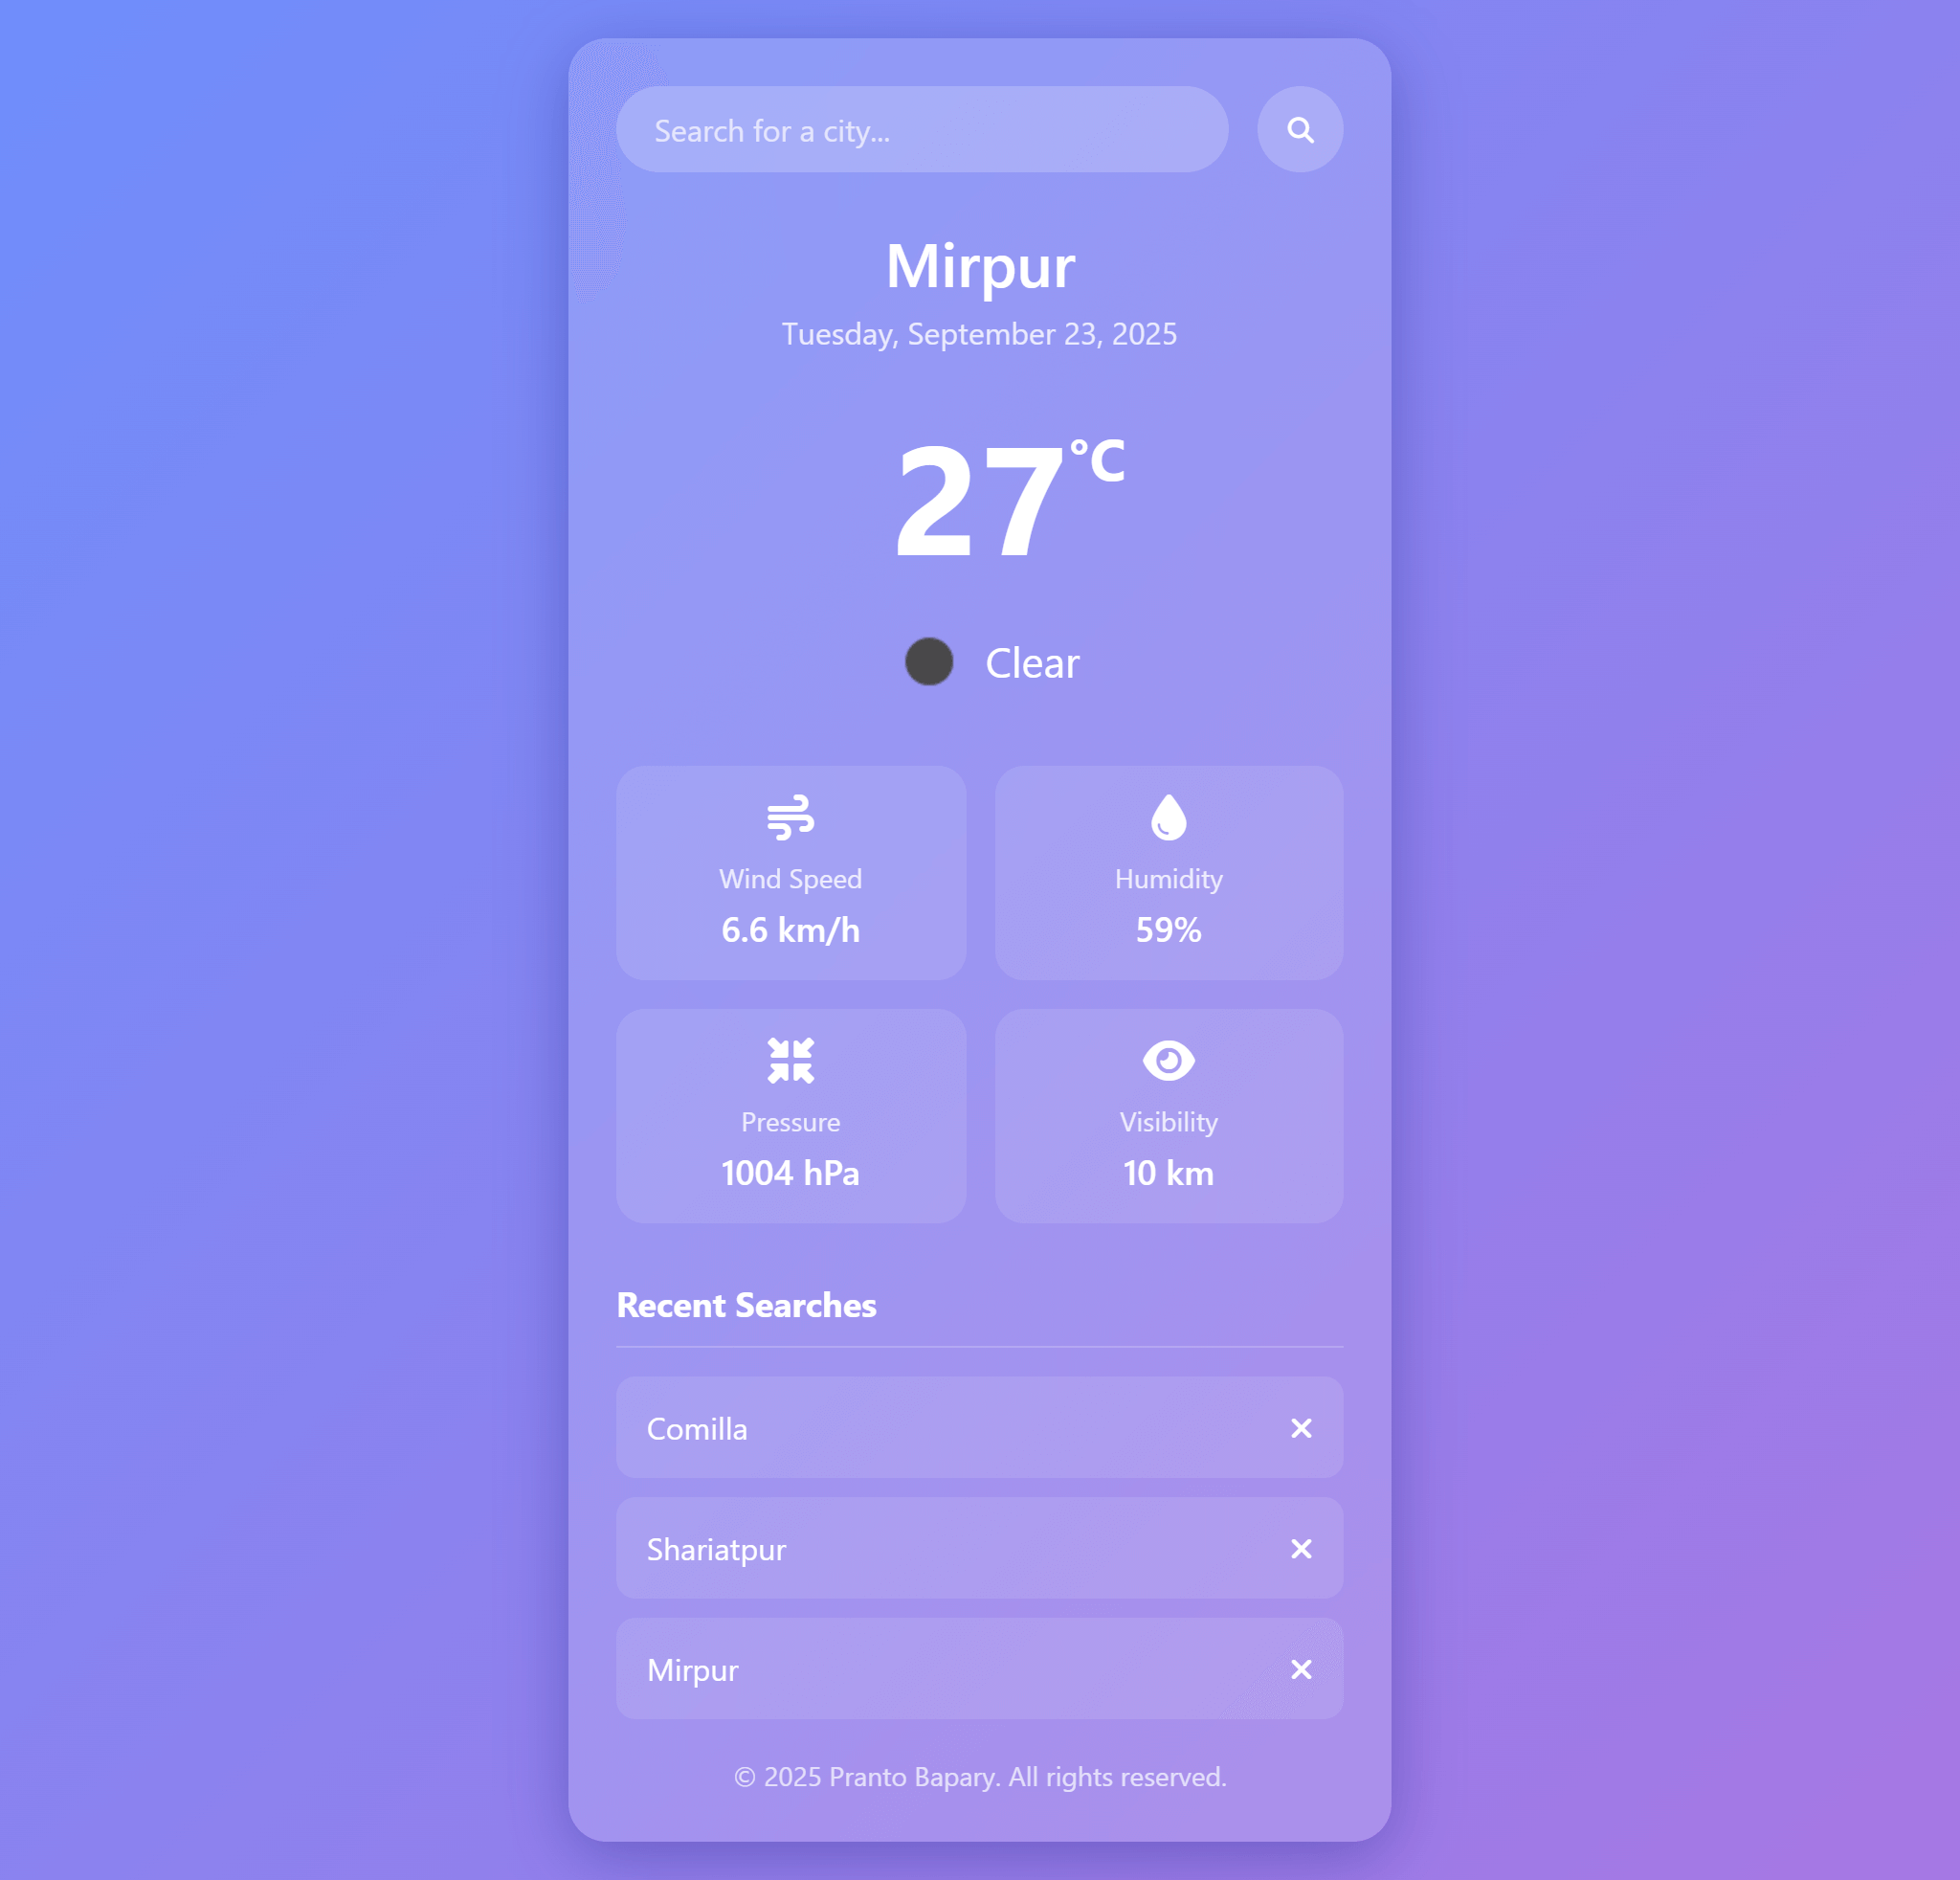 Search for a city...
Mirpur
Tuesday, September 23, 2025
27°C
Clear
Wind Speed
6.6 km/h
Humidity
59%
Pressure
1004 hPa
Visibility
10 km
Recent Searches
Comilla
Shariatpur
Mirpur
© 2025 Pranto Bapary. All rights reserved.